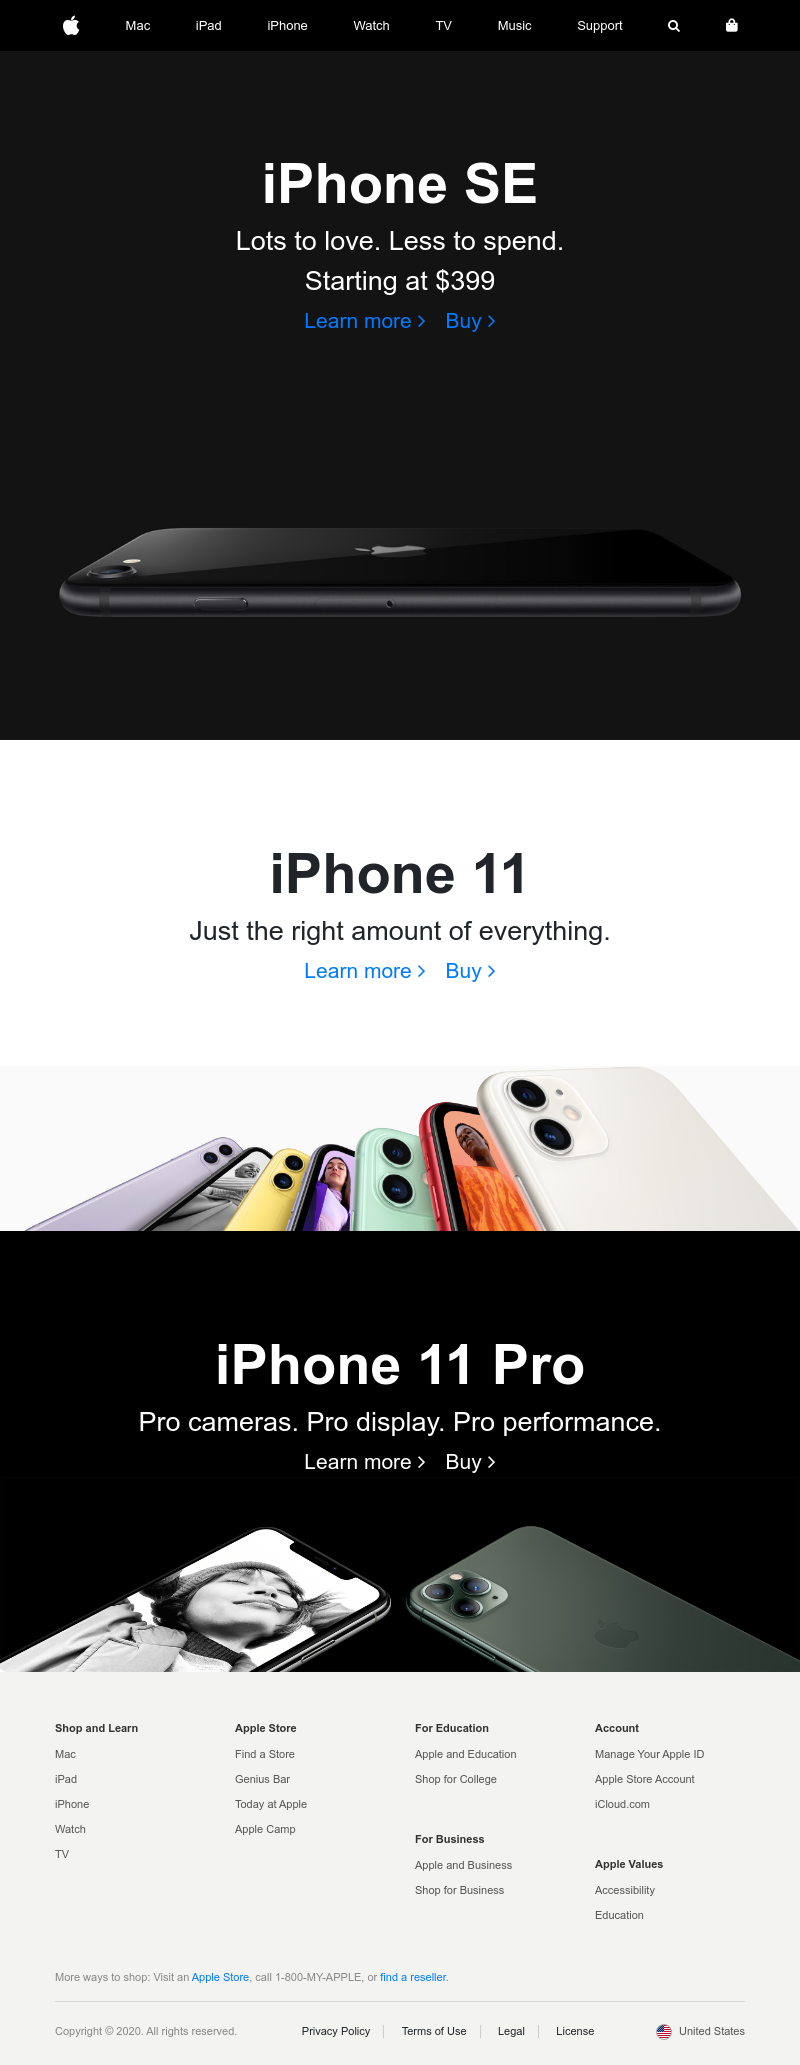 Mac iPad iPhone Watch TV Music Support
iPhone SE
Lots to love. Less to spend.
Starting at $399
Learn more Buy
iPhone 11
Just the right amount of everything.
Learn more Buy
iPhone 11 Pro
Pro cameras. Pro display. Pro performance.
Learn more Buy
Shop and Learn
Mac
iPad
iPhone
Watch
TV
Apple Store
Find a Store
Genius Bar
Today at Apple
Apple Camp
For Education
Apple and Education
Shop for College
For Business
Apple and Business
Shop for Business
Account
Manage Your Apple ID
Apple Store Account
iCloud.com
Apple Values
Accessibility
Education
More ways to shop: Visit an Apple Store, call 1-800-MY-APPLE, or find a reseller.
Copyright © 2020. All rights reserved. Privacy Policy Terms of Use Legal License United States